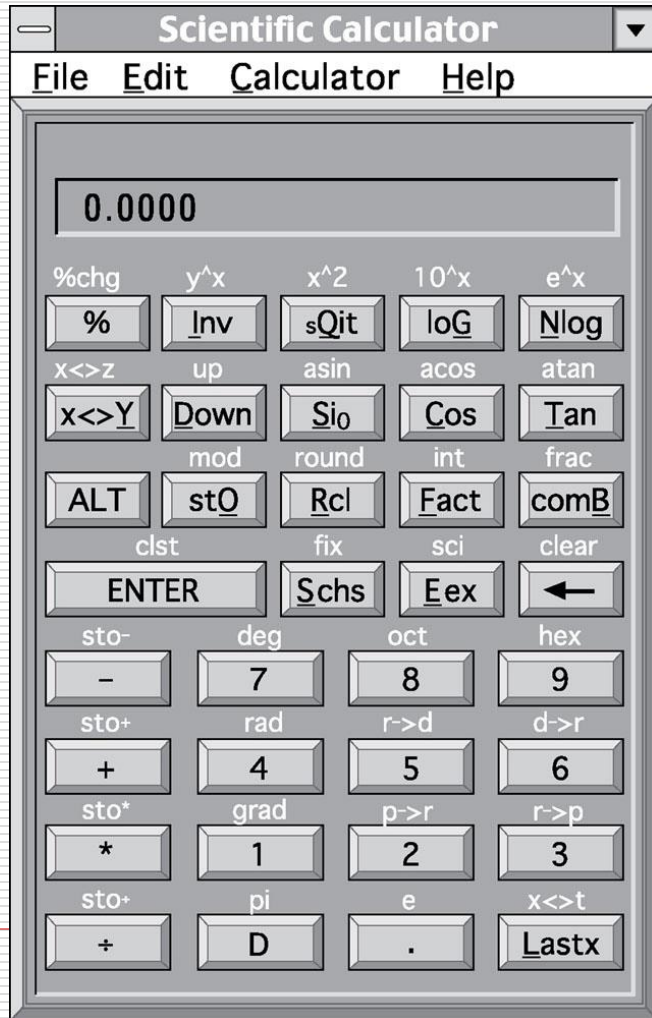 Scientific Calculator
File Edit Calculator Help
0.0000
%chg y^x x^2 10^x e^x
% Inv sQit loG Nlog
x<>z up asin acos atan
x<>Y Down Si0 Cos Tan
mod round int frac
ALT stO Rcl Fact comB
clst fix sci clear
ENTER Schs Eex ←
sto- deg oct hex
- 7 8 9
sto+ rad r->d d->r
+ 4 5 6
sto* grad p->r r->p
* 1 2 3
sto+ pi e x<>t
÷ D . Lastx